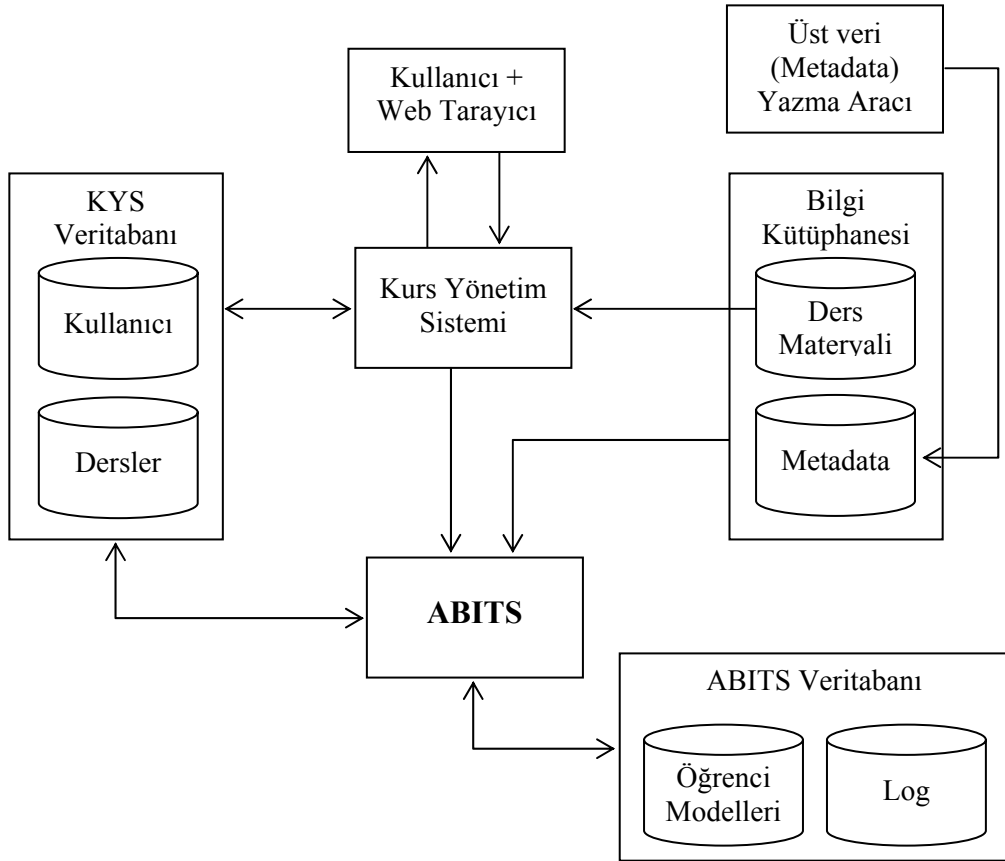 Üst veri
(Metadata)
Yazma Aracı
Kullanıcı +
Web Tarayıcı
KYS
Veritabanı
Kullanıcı
Dersler
Kurs Yönetim
Sistemi
Bilgi
Kütüphanesi
Ders
Materyali
Metadata
ABITS
ABITS Veritabanı
Öğrenci
Modelleri
Log